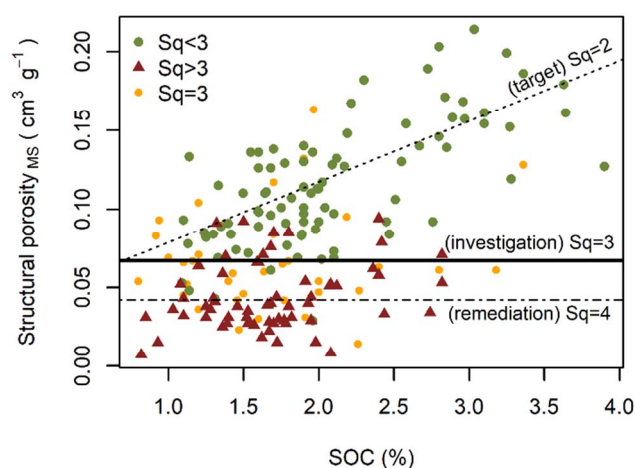 Sq<3
Sq>3
Sq=3
(target) Sq=2
(investigation) Sq=3
(remediation) Sq=4
Structural porosity MS ( cm³ g⁻¹ )
0.20
0.15
0.10
0.05
0.00
1.0 1.5 2.0 2.5 3.0 3.5 4.0
SOC (%)